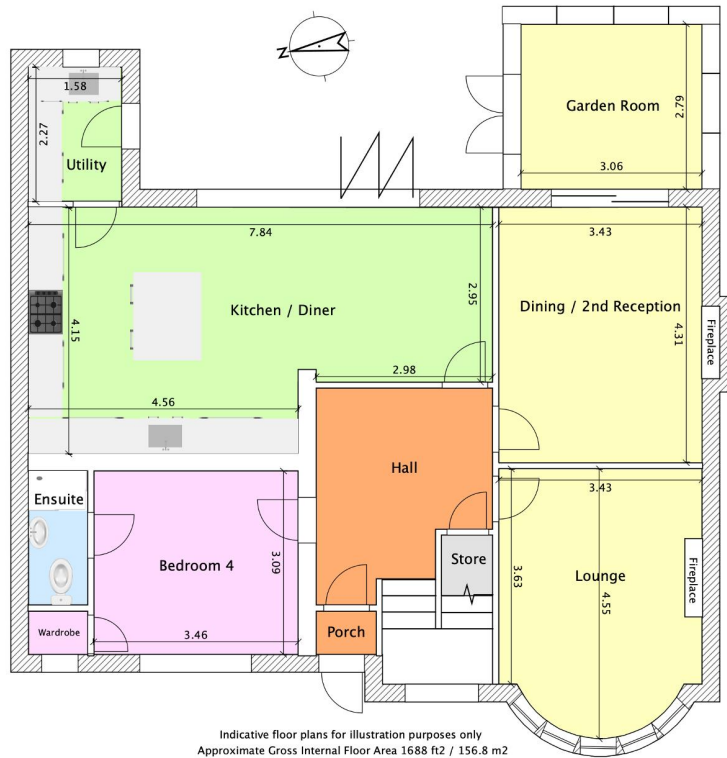 N
1.58
2.27
Utility
Garden Room
2.79
3.06
7.84
3.43
Kitchen / Diner
2.95
Dining / 2nd Reception
4.15
4.31
Fireplace
2.98
4.56
Hall
Ensuite
3.43
Bedroom 4
3.09
Store
3.63
Lounge
4.55
Fireplace
Wardrobe
3.46
Porch
Indicative floor plans for illustration purposes only
Approximate Gross Internal Floor Area 1688 ft2 / 156.8 m2